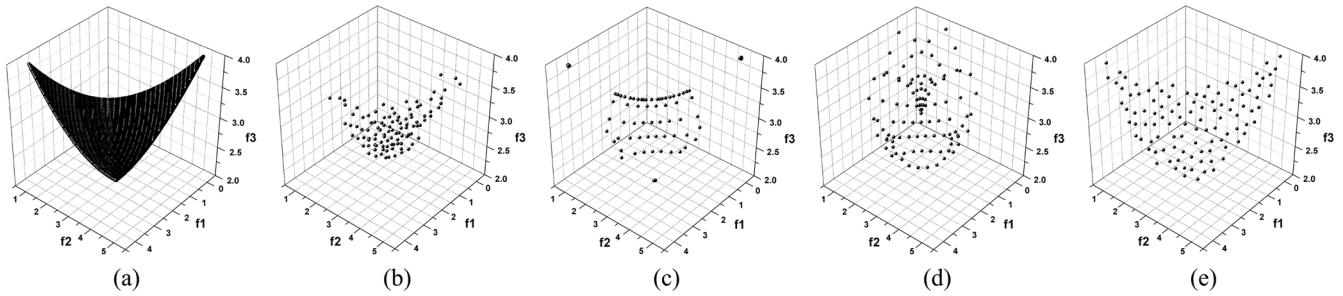 4.0 4.0 4.0 4.0 4.0
3.5 3.5 3.5 3.5 3.5
3.0 3.0 3.0 3.0 3.0
f3 f3 f3 f3 f3
2.5 2.5 2.5 2.5 2.5
2.0 2.0 2.0 2.0 2.0
1 2 3 4 5 1 2 3 4 5 1 2 3 4 5 1 2 3 4 5 1 2 3 4 5
0 1 2 3 4 0 1 2 3 4 0 1 2 3 4 0 1 2 3 4 0 1 2 3 4
f2 f1 f2 f1 f2 f1 f2 f1 f2 f1
(a) (b) (c) (d) (e)